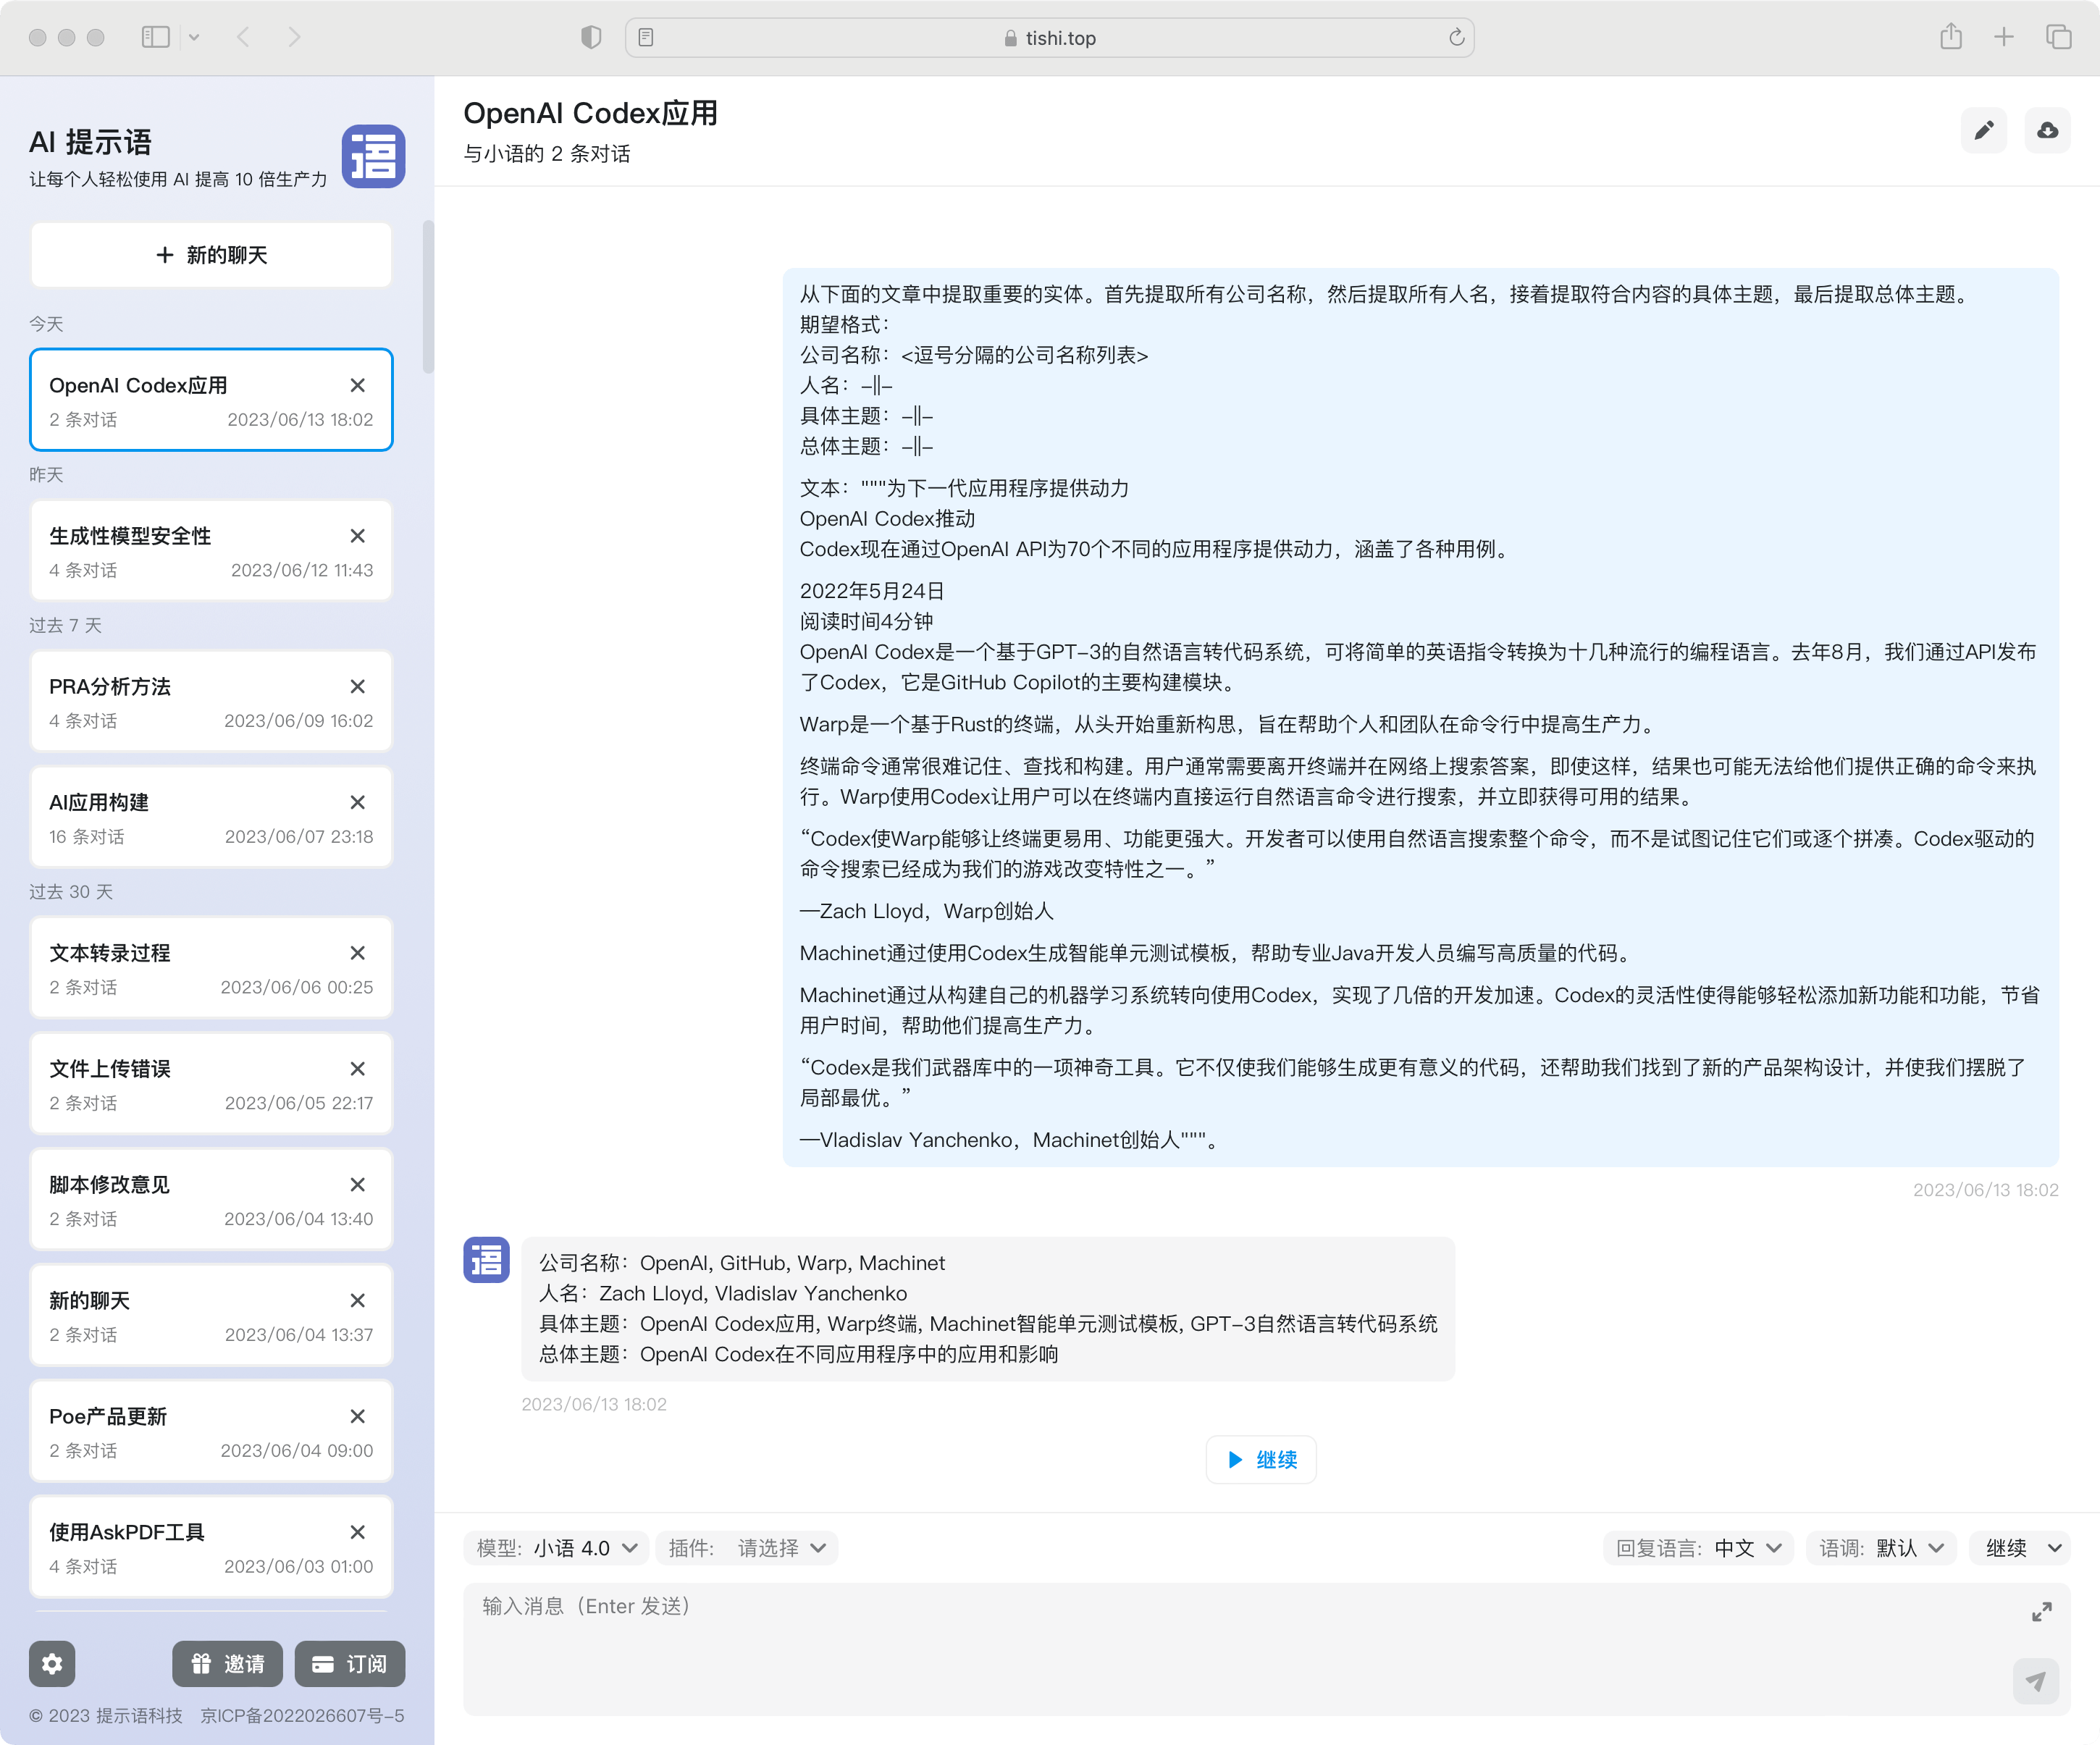 tishi.top
AI 提示语
让每个人轻松使用 AI 提高 10 倍生产力
语
+ 新的聊天
今天
OpenAI Codex应用
2 条对话 2023/06/13 18:02
昨天
生成性模型安全性
4 条对话 2023/06/12 11:43
过去 7 天
PRA分析方法
4 条对话 2023/06/09 16:02
AI应用构建
16 条对话 2023/06/07 23:18
过去 30 天
文本转录过程
2 条对话 2023/06/06 00:25
文件上传错误
2 条对话 2023/06/05 22:17
脚本修改意见
2 条对话 2023/06/04 13:40
新的聊天
2 条对话 2023/06/04 13:37
Poe产品更新
2 条对话 2023/06/04 09:00
使用AskPDF工具
4 条对话 2023/06/03 01:00
邀请 订阅
© 2023 提示语科技 京ICP备2022026607号-5
OpenAI Codex应用
与小语的 2 条对话
从下面的文章中提取重要的实体。首先提取所有公司名称，然后提取所有人名，接着提取符合内容的具体主题，最后提取总体主题。
期望格式：
公司名称：<逗号分隔的公司名称列表>
人名：-||-
具体主题：-||-
总体主题：-||-
文本："""为下一代应用程序提供动力
OpenAI Codex推动
Codex现在通过OpenAI API为70个不同的应用程序提供动力，涵盖了各种用例。
2022年5月24日
阅读时间4分钟
OpenAI Codex是一个基于GPT-3的自然语言转代码系统，可将简单的英语指令转换为十几种流行的编程语言。去年8月，我们通过API发布
了Codex，它是GitHub Copilot的主要构建模块。
Warp是一个基于Rust的终端，从头开始重新构思，旨在帮助个人和团队在命令行中提高生产力。
终端命令通常很难记住、查找和构建。用户通常需要离开终端并在网络上搜索答案，即使这样，结果也可能无法给他们提供正确的命令来执
行。Warp使用Codex让用户可以在终端内直接运行自然语言命令进行搜索，并立即获得可用的结果。
“Codex使Warp能够让终端更易用、功能更强大。开发者可以使用自然语言搜索整个命令，而不是试图记住它们或逐个拼凑。Codex驱动的
命令搜索已经成为我们的游戏改变特性之一。”
—Zach Lloyd，Warp创始人
Machinet通过使用Codex生成智能单元测试模板，帮助专业Java开发人员编写高质量的代码。
Machinet通过从构建自己的机器学习系统转向使用Codex，实现了几倍的开发加速。Codex的灵活性使得能够轻松添加新功能和功能，节省
用户时间，帮助他们提高生产力。
“Codex是我们武器库中的一项神奇工具。它不仅使我们能够生成更有意义的代码，还帮助我们找到了新的产品架构设计，并使我们摆脱了
局部最优。”
—Vladislav Yanchenko，Machinet创始人"""。
2023/06/13 18:02
语
公司名称：OpenAI, GitHub, Warp, Machinet
人名：Zach Lloyd, Vladislav Yanchenko
具体主题：OpenAI Codex应用, Warp终端, Machinet智能单元测试模板, GPT-3自然语言转代码系统
总体主题：OpenAI Codex在不同应用程序中的应用和影响
2023/06/13 18:02
继续
模型: 小语 4.0 插件: 请选择 回复语言: 中文 语调: 默认 继续
输入消息（Enter 发送）